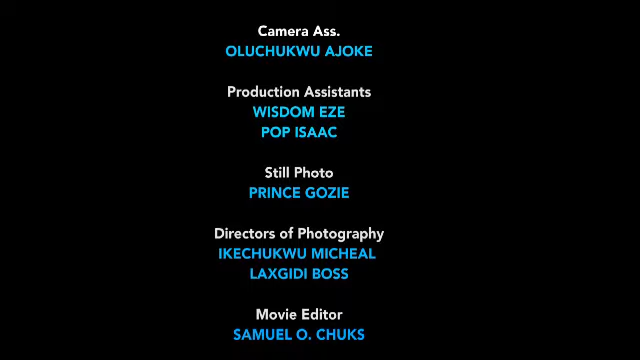 Camera Ass.
OLUCHUKWU AJOKE
Production Assistants
WISDOM EZE
POP ISAAC
Still Photo
PRINCE GOZIE
Directors of Photography
IKECHUKWU MICHEAL
LAXGIDI BOSS
Movie Editor
SAMUEL O. CHUKS